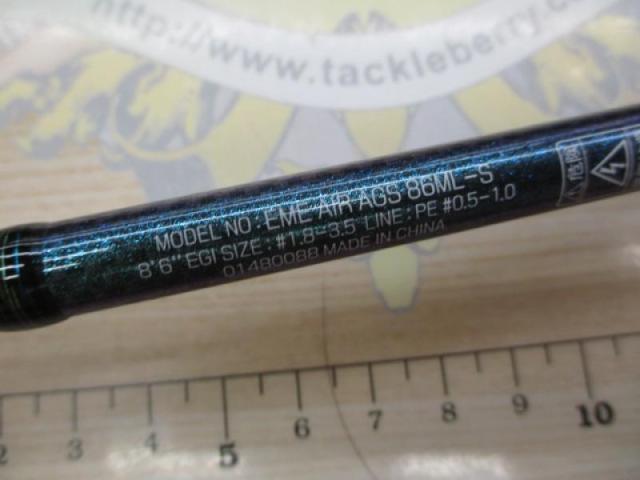 http://www.tackleberry.co
MODEL NO : EME AIR AGS 86ML-S
8'6" EGI SIZE : #1.8-3.5 LINE : PE #0.5-1.0
01480088 MADE IN CHINA
2 3 4 5 6 7 8 9 10